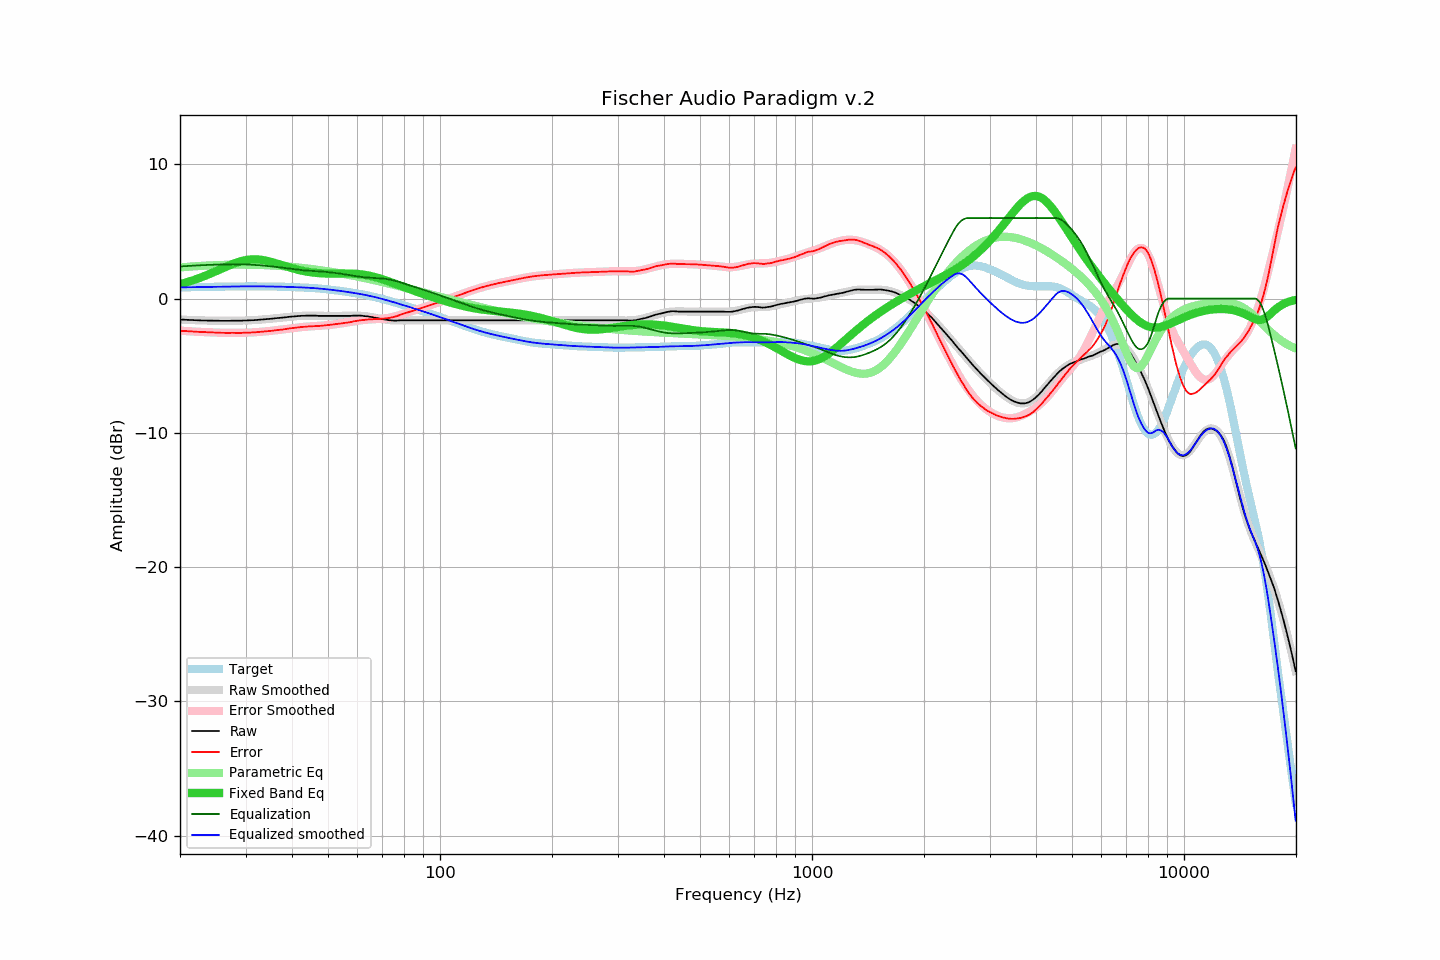 Fischer Audio Paradigm v.2
Amplitude (dBr)
10
0
−10
−20
−30
−40
Target
Raw Smoothed
Error Smoothed
Raw
Error
Parametric Eq
Fixed Band Eq
Equalization
Equalized smoothed
100
1000
10000
Frequency (Hz)